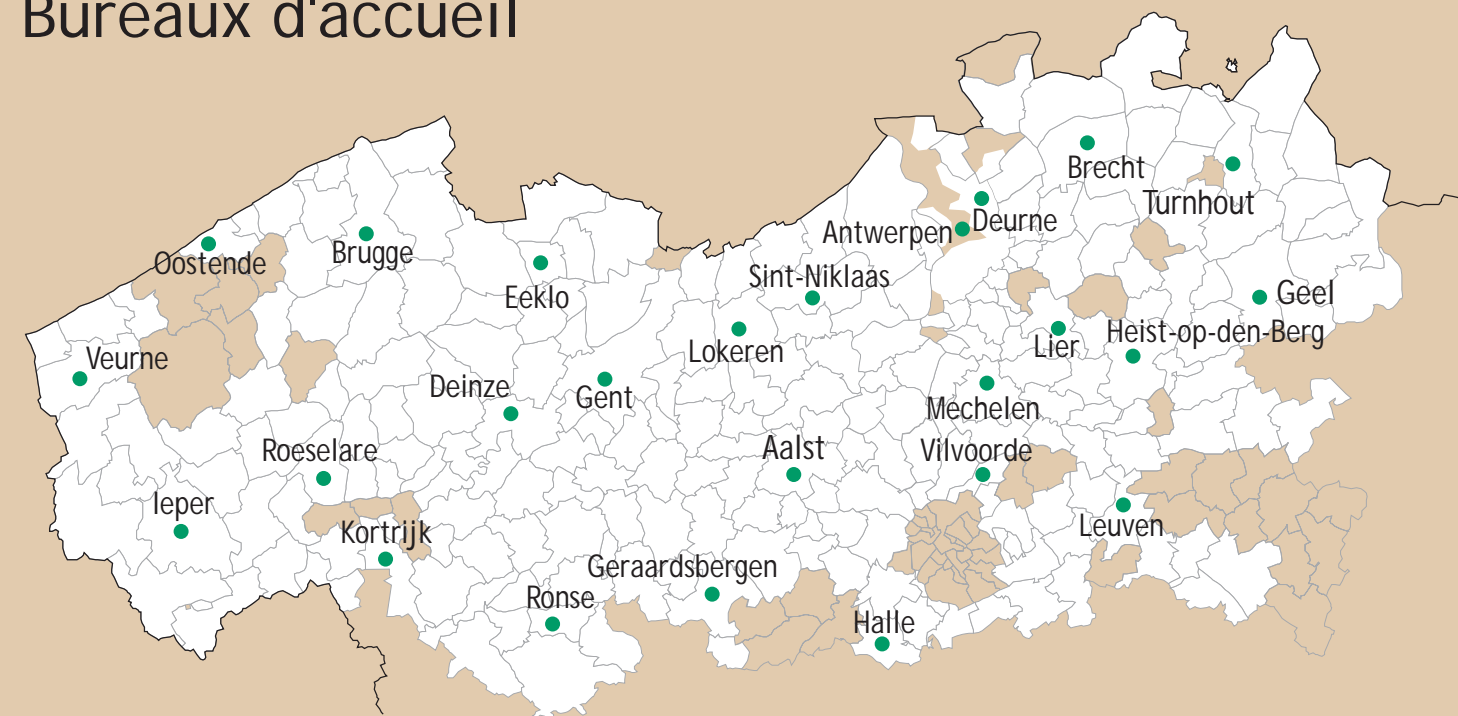 Bureaux d'accueil
Brecht
Turnhout
Deurne
Antwerpen
Brugge
Oostende
Sint-Niklaas
Eeklo
Geel
Heist-op-den-Berg
Lier
Lokeren
Veurne
Deinze
Gent
Mechelen
Aalst
Vilvoorde
Roeselare
Ieper
Leuven
Kortrijk
Geraardsbergen
Ronse
Halle